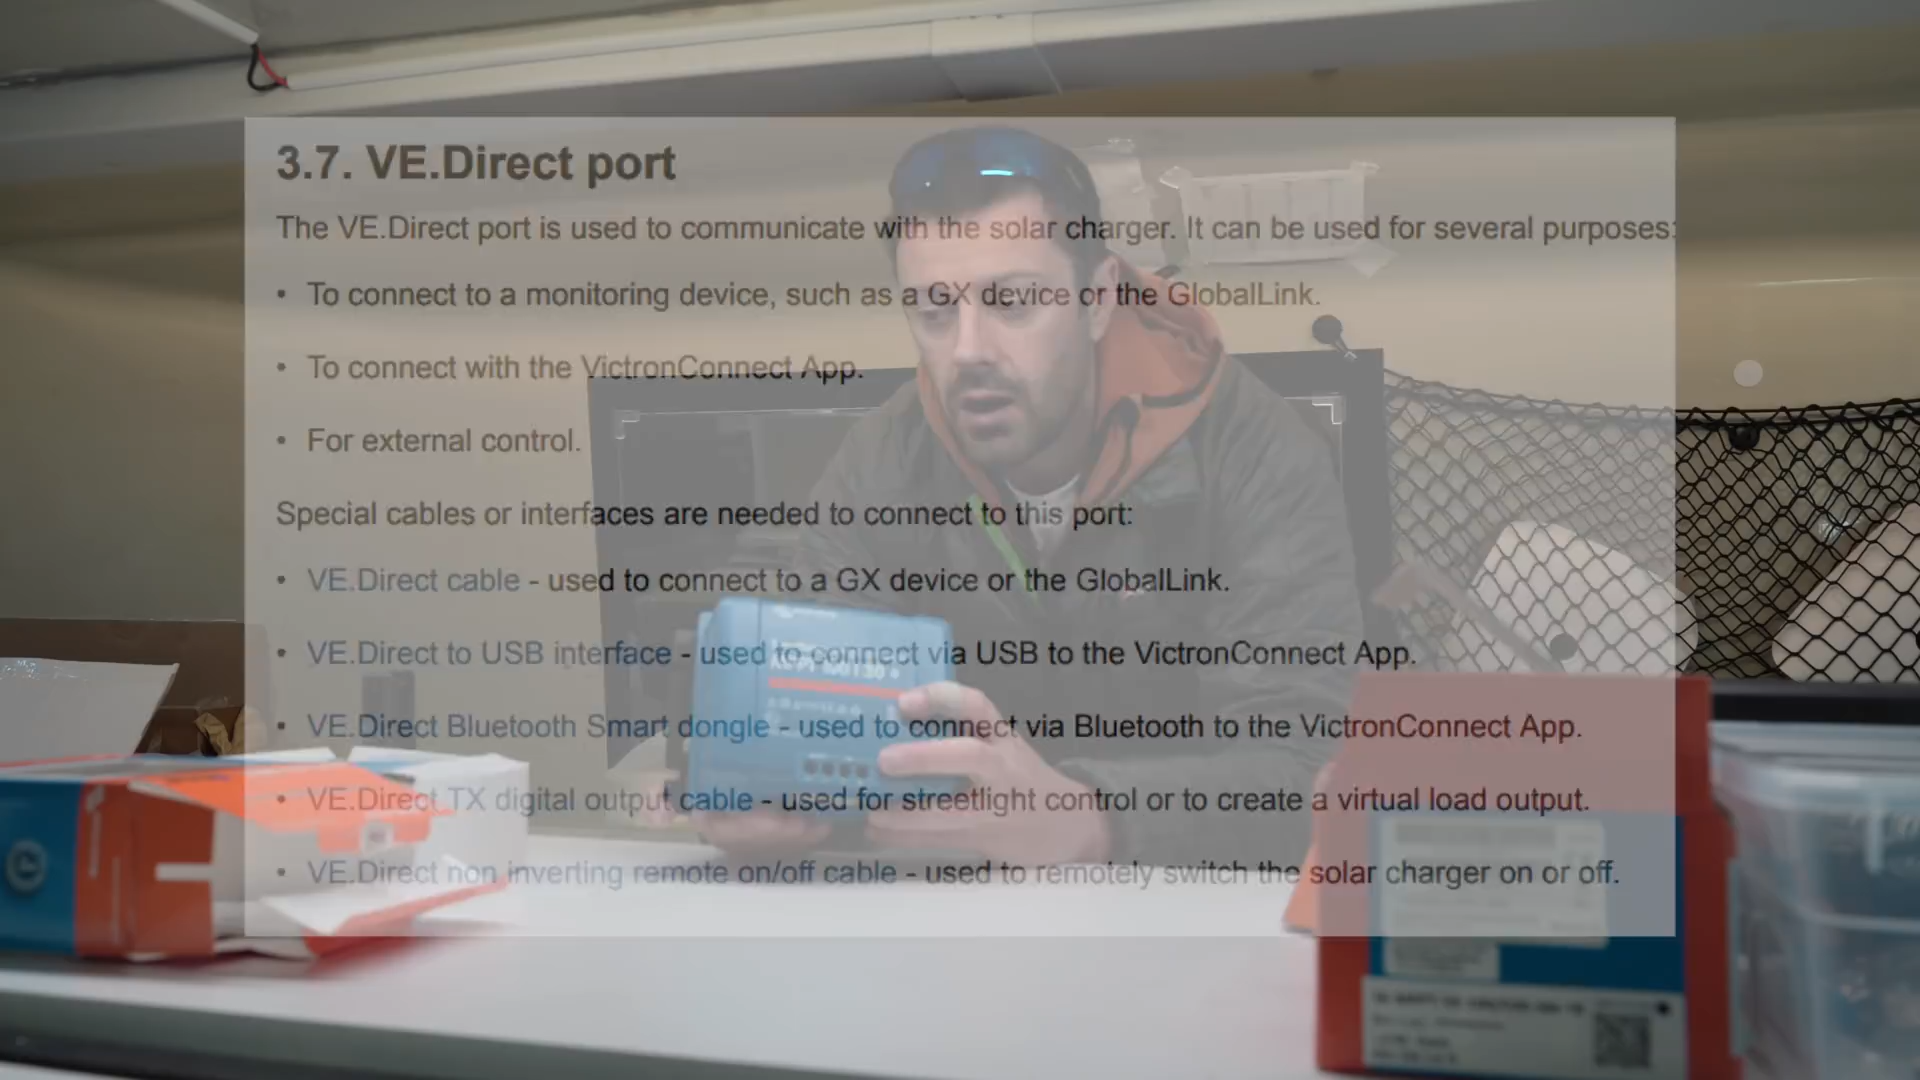 3.7. VE.Direct port
The VE.Direct port is used to communicate with the solar charger. It can be used for several purposes:
• To connect to a monitoring device, such as a GX device or the GlobalLink.
• To connect with the VictronConnect App.
• For external control.
Special cables or interfaces are needed to connect to this port:
• VE.Direct cable - used to connect to a GX device or the GlobalLink.
• VE.Direct to USB interface - used to connect via USB to the VictronConnect App.
• VE.Direct Bluetooth Smart dongle - used to connect via Bluetooth to the VictronConnect App.
• VE.Direct TX digital output cable - used for streetlight control or to create a virtual load output.
• VE.Direct non inverting remote on/off cable - used to remotely switch the solar charger on or off.